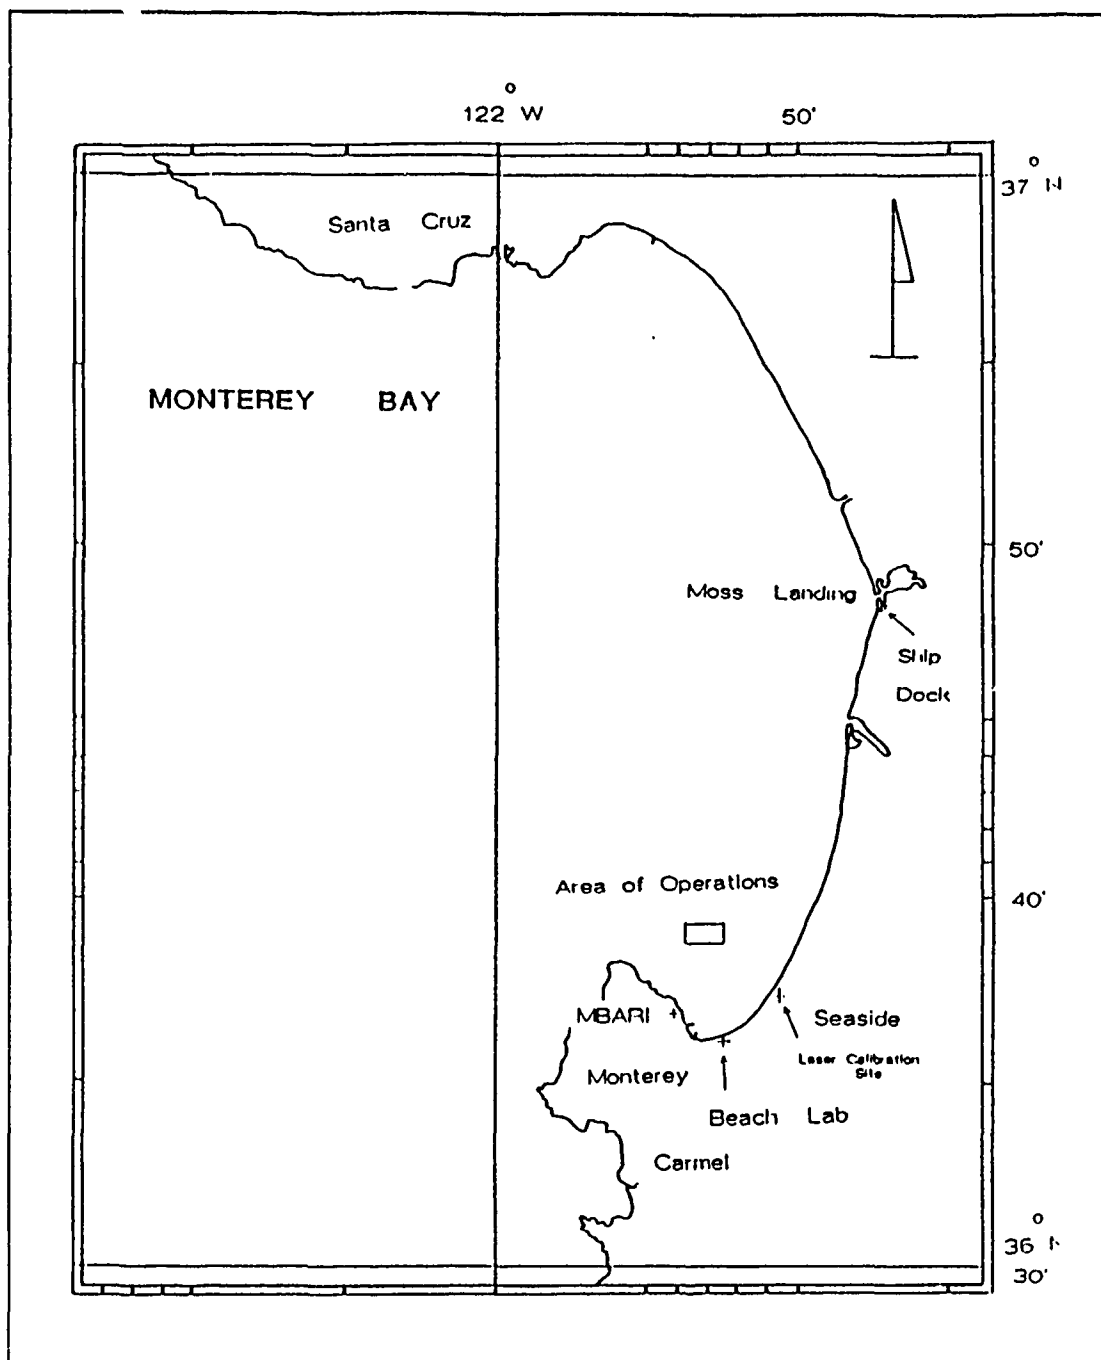 122° W 50'
37° N
Santa Cruz
MONTEREY BAY
50'
Moss Landing
Ship
Dock
Area of Operations
40'
MBARI
Seaside
Laser Calibration
Site
Monterey
Beach Lab
Carmel
36° N
30'